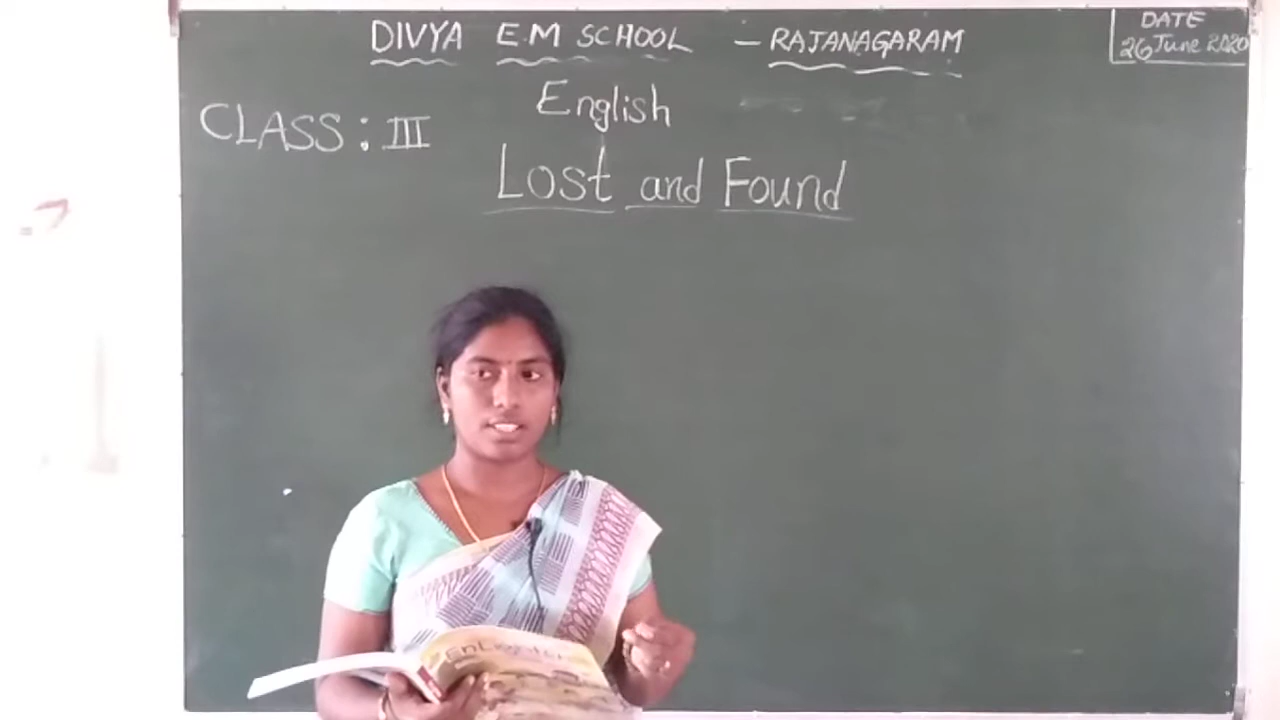 DIVYA E.M SCHOOL - RAJANAGARAM
DATE
26 June 2020
English
CLASS : III
Lost and Found